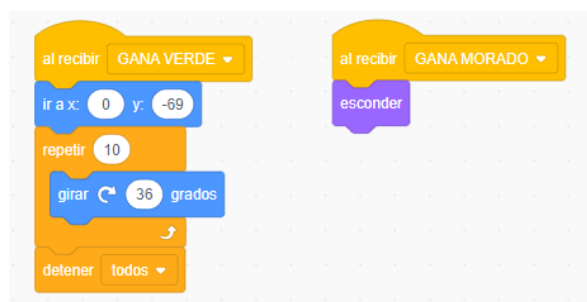 al recibir GANA VERDE
ir a x: 0 y: -69
repetir 10
girar 36 grados
detener todos
al recibir GANA MORADO
esconder